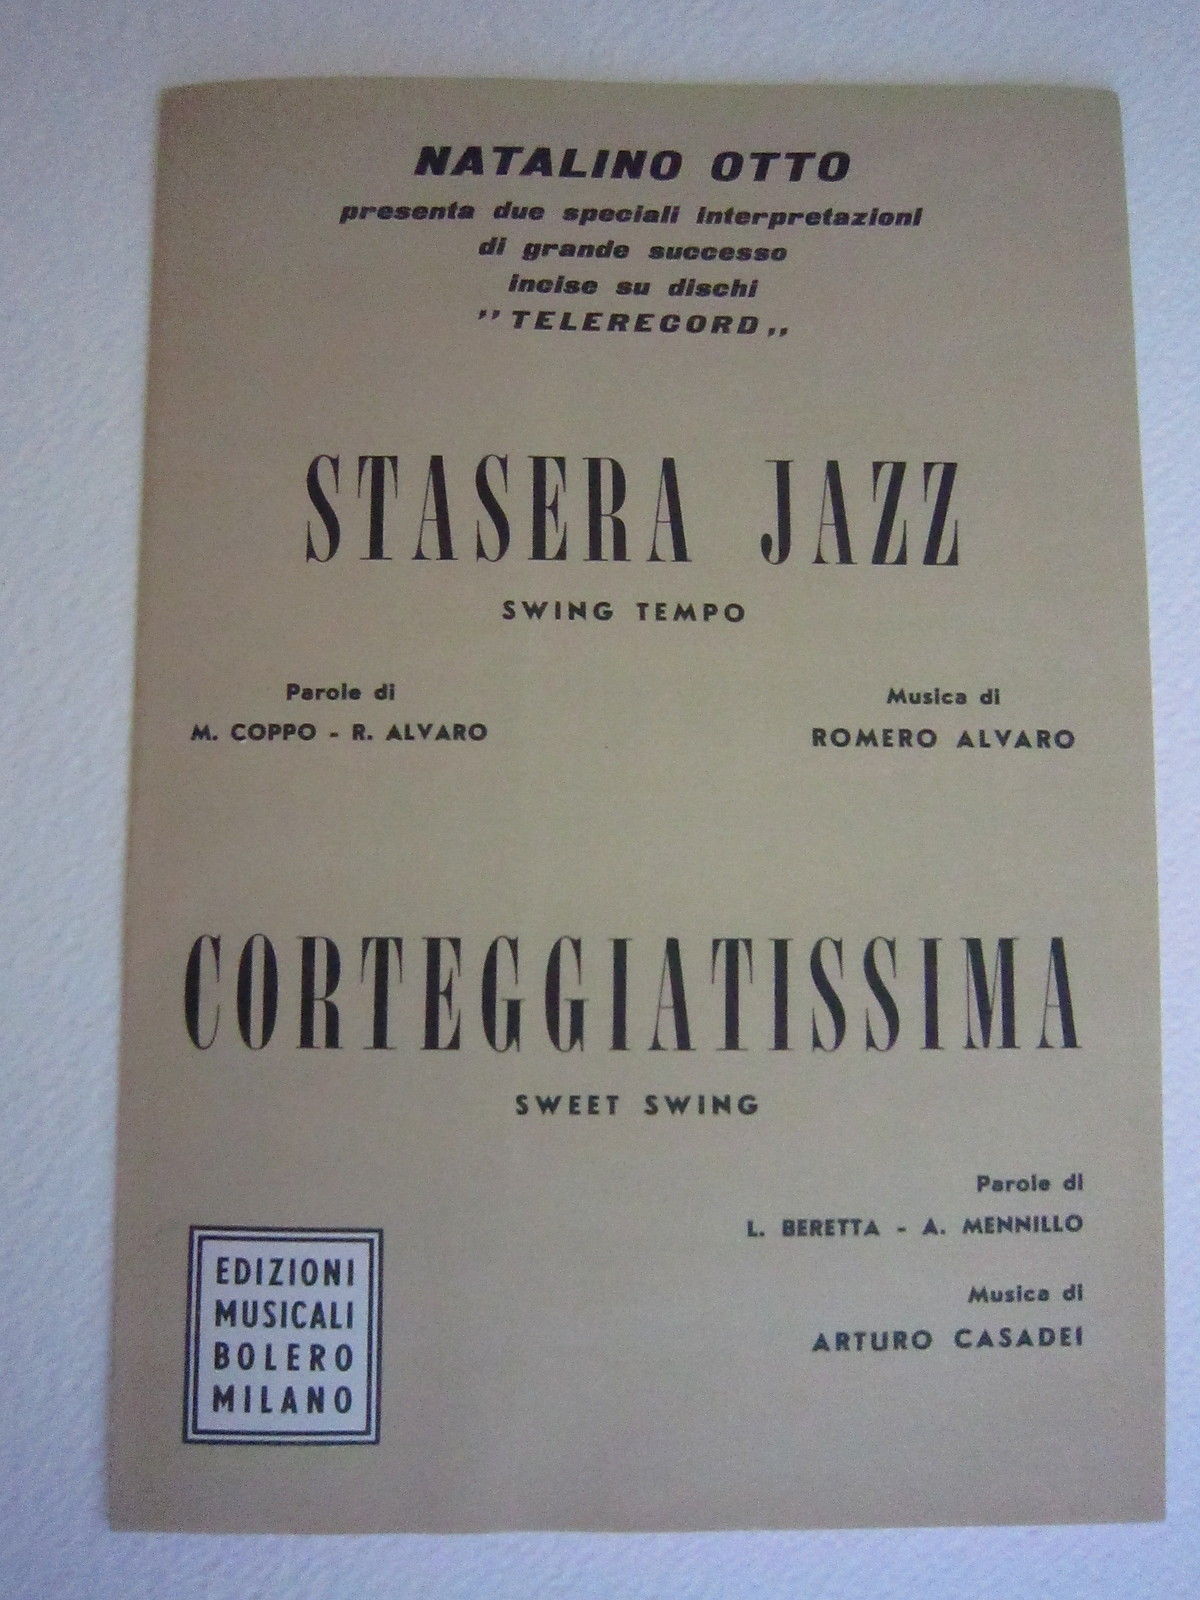 NATALINO OTTO
presenta due speciali interpretazioni
di grande successo
incise su dischi
’’TELERECORD„
STASERA JAZZ
SWING TEMPO
Parole di
M. COPPO - R. ALVARO
Musica di
ROMERO ALVARO
CORTEGGIATISSIMA
SWEET SWING
Parole di
L. BERETTA - A. MENNILLO
Musica di
ARTURO CASADEI
EDIZIONI
MUSICALI
BOLERO
MILANO